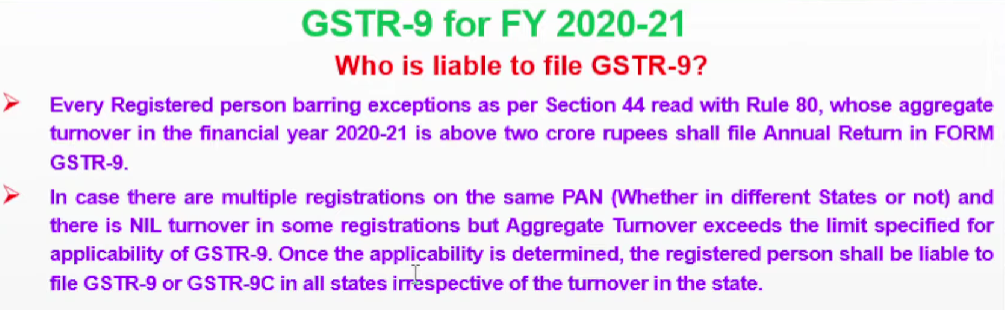 GSTR-9 for FY 2020-21
Who is liable to file GSTR-9?
Every Registered person barring exceptions as per Section 44 read with Rule 80, whose aggregate
turnover in the financial year 2020-21 is above two crore rupees shall file Annual Return in FORM
GSTR-9.
In case there are multiple registrations on the same PAN (Whether in different States or not) and
there is NIL turnover in some registrations but Aggregate Turnover exceeds the limit specified for
applicability of GSTR-9. Once the applicability is determined, the registered person shall be liable to
file GSTR-9 or GSTR-9C in all states irrespective of the turnover in the state.